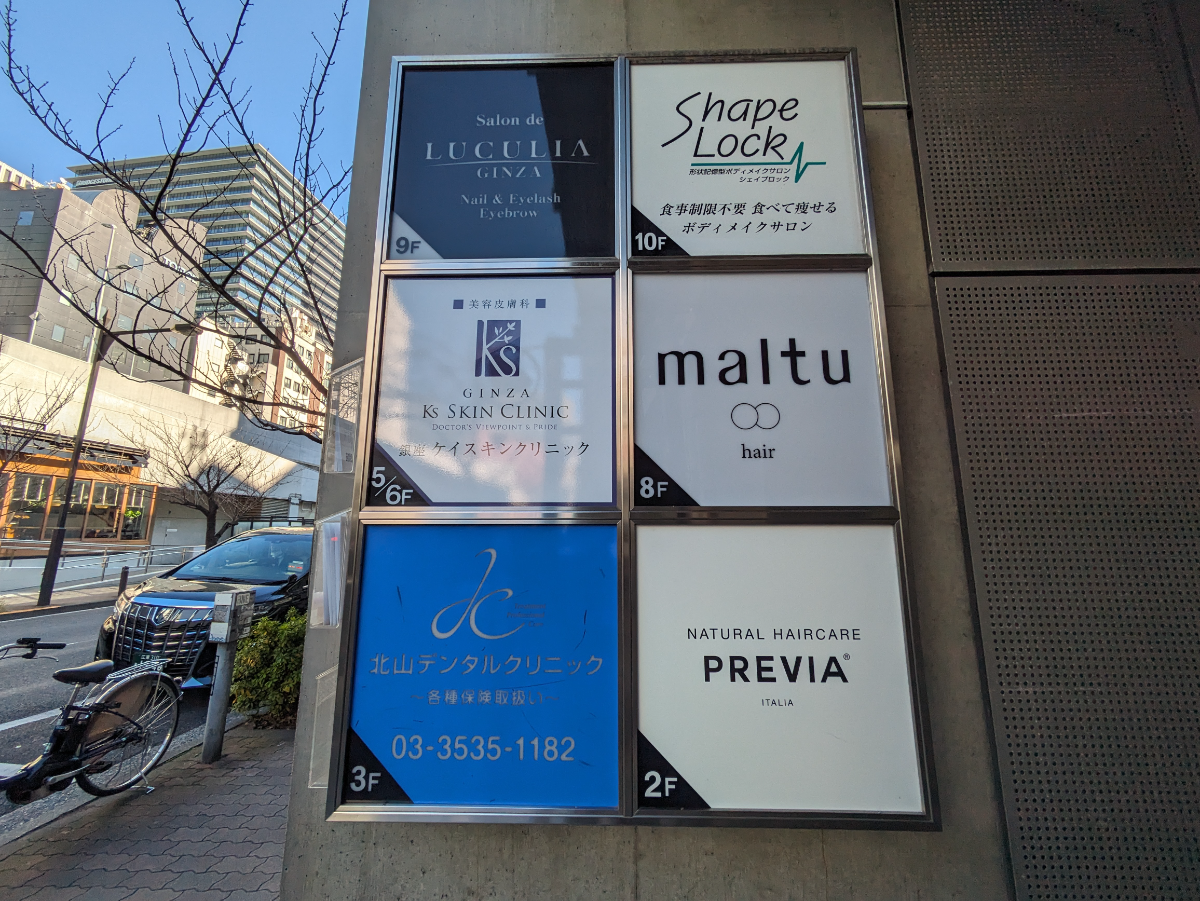 Salon de
LUCULIA
GINZA
Nail & Eyelash
Eyebrow
9F
Shape
Lock
形状記憶型ボディメイクサロン
シェイプロック
食事制限不要 食べて痩せる
ボディメイクサロン
10F
■ 美容皮膚科 ■
Ks
GINZA
Ks SKIN CLINIC
DOCTOR'S VIEWPOINT & PRIDE
銀座 ケイスキンクリニック
5/6F
maltu
hair
8F
北山デンタルクリニック
–各種保険取扱い–
03-3535-1182
3F
NATURAL HAIRCARE
PREVIA®
ITALIA
2F